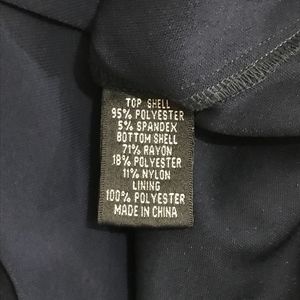 TOP SHELL
95% POLYESTER
5% SPANDEX
BOTTOM SHELL
71% RAYON
18% POLYESTER
11% NYLON
LINING
100% POLYESTER
MADE IN CHINA